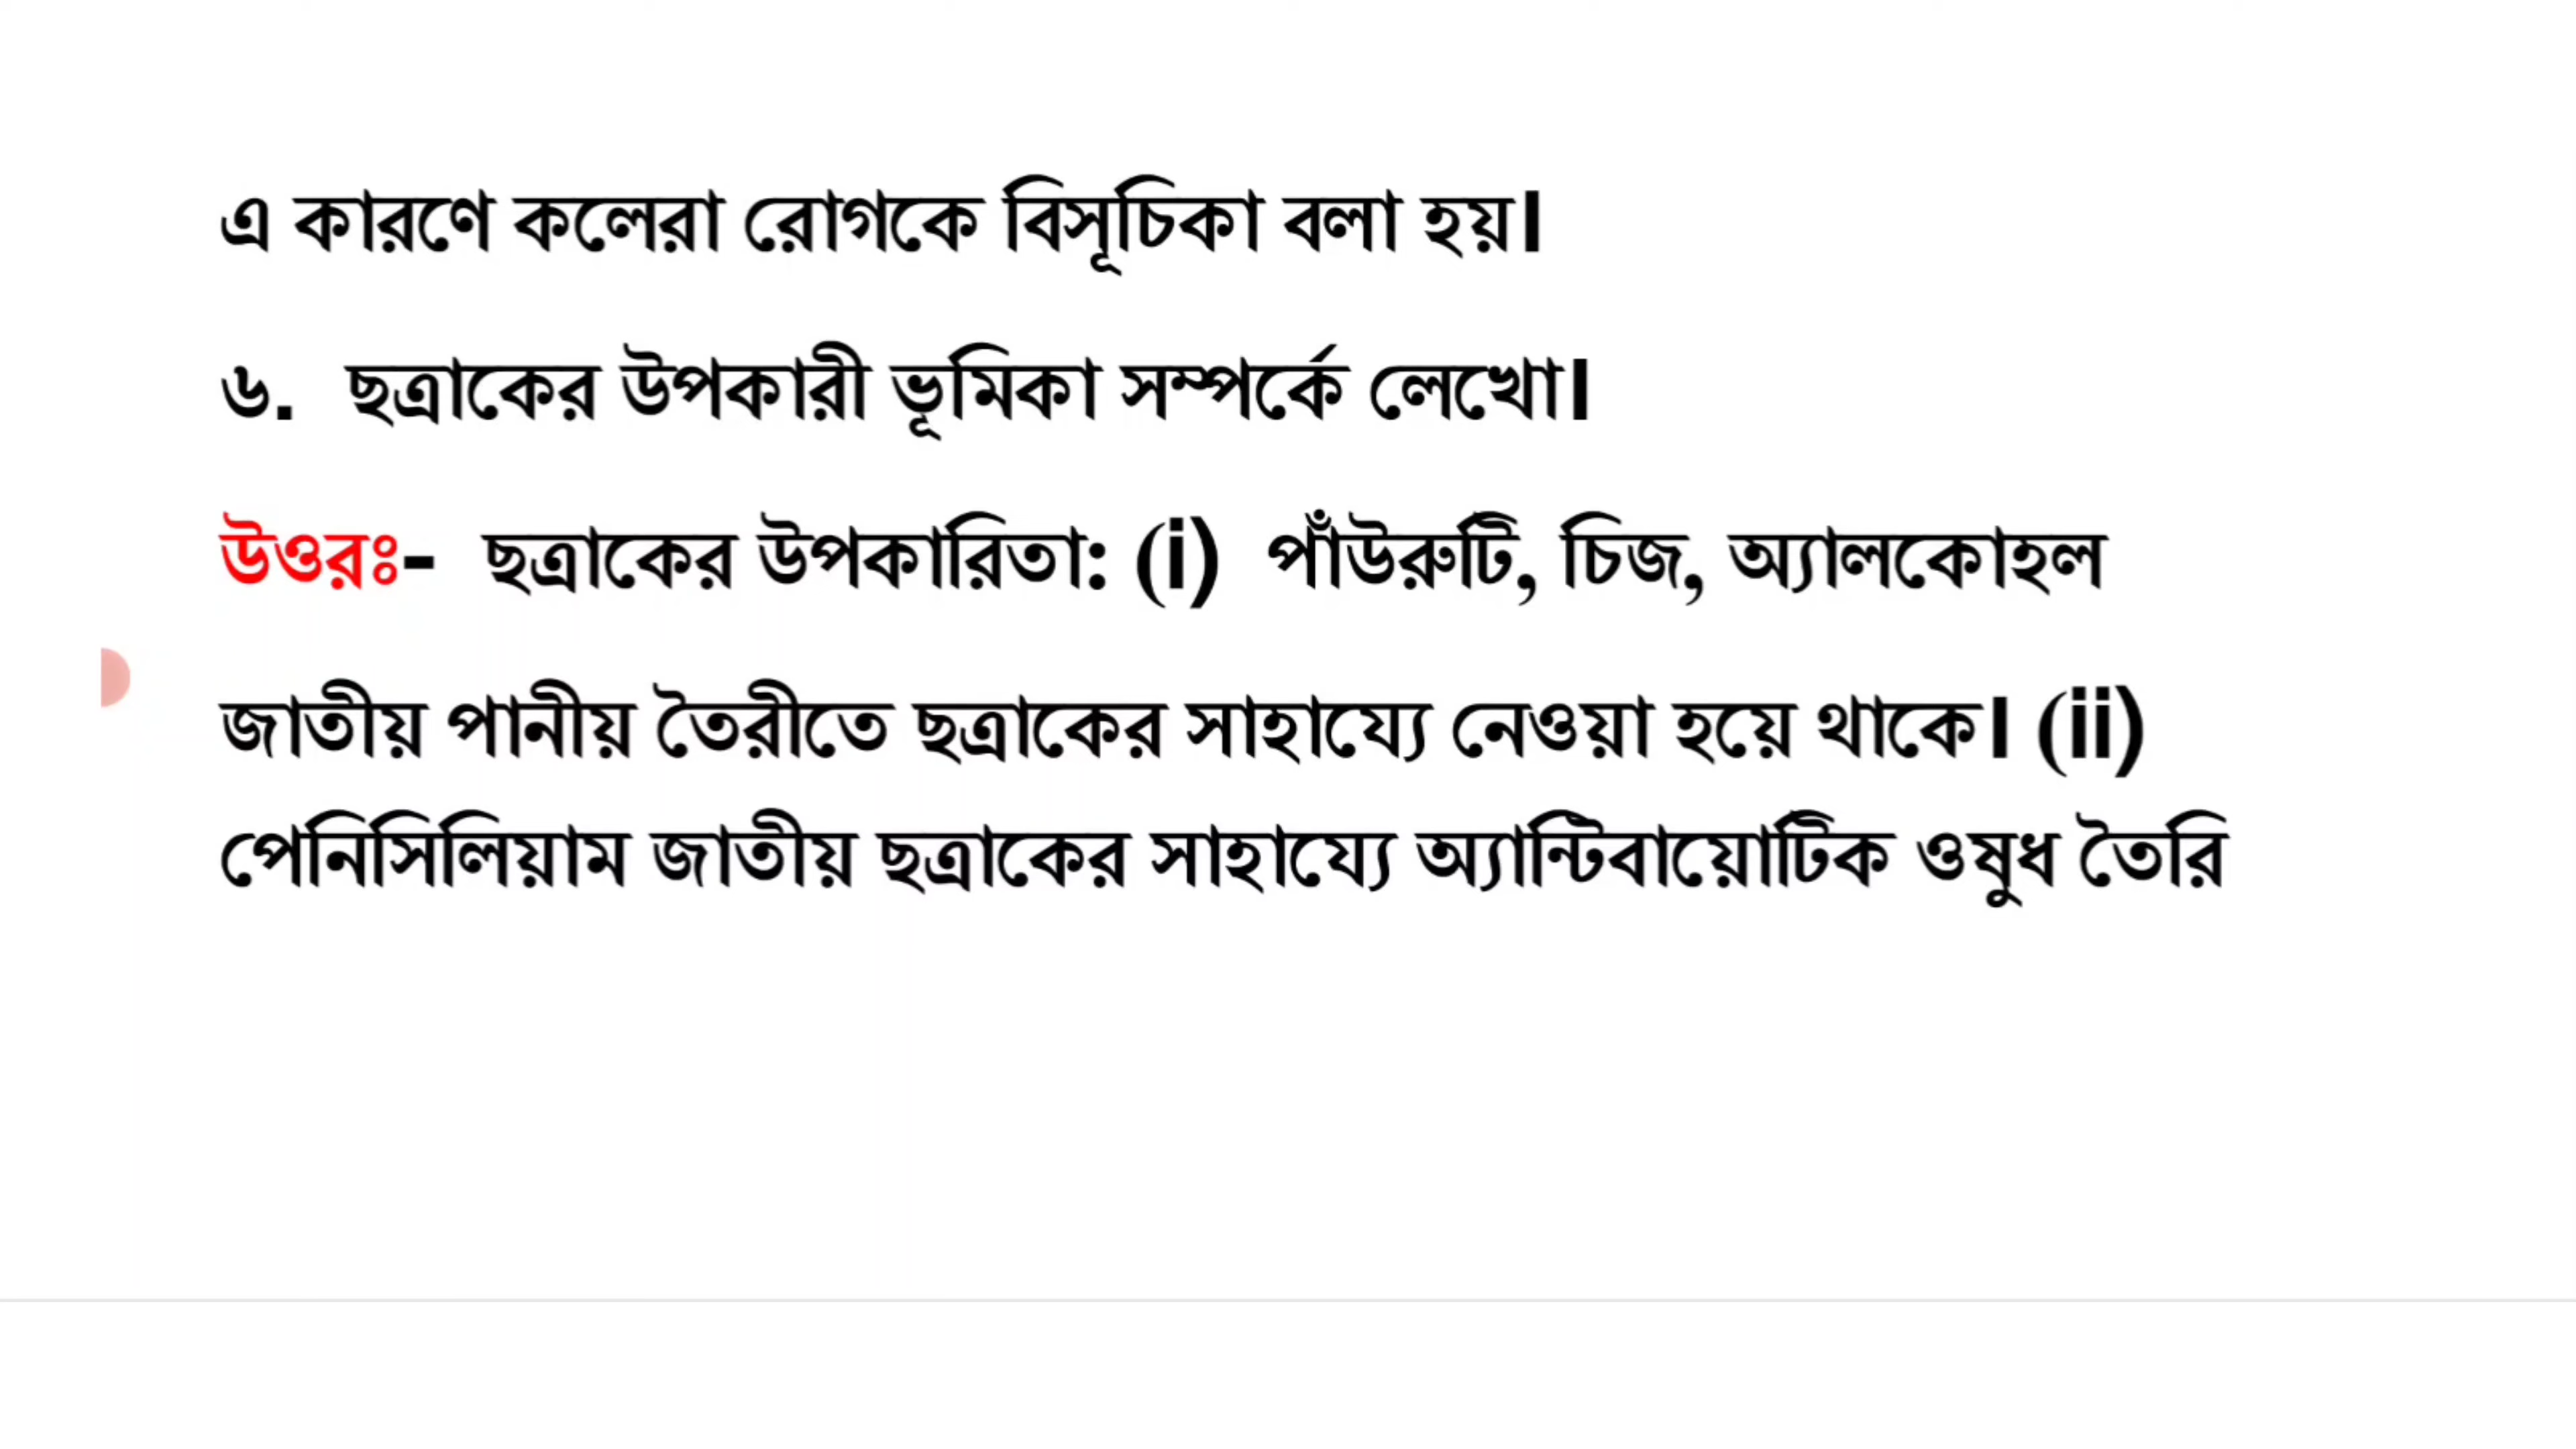 এ কারণে কলেরা রোগকে বিসূচিকা বলা হয়।
৬. ছত্রাকের উপকারী ভূমিকা সম্পর্কে লেখো।
উওরঃ- ছত্রাকের উপকারিতা: (i) পাঁউরুটি, চিজ, অ্যালকোহল
জাতীয় পানীয় তৈরীতে ছত্রাকের সাহায্যে নেওয়া হয়ে থাকে। (ii)
পেনিসিলিয়াম জাতীয় ছত্রাকের সাহায্যে অ্যান্টিবায়োটিক ওষুধ তৈরি